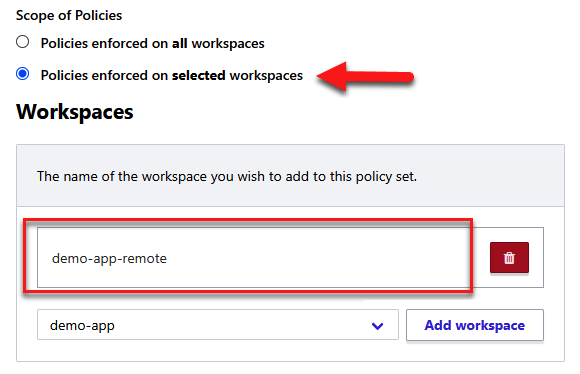 Scope of Policies
Policies enforced on all workspaces
Policies enforced on selected workspaces
Workspaces
The name of the workspace you wish to add to this policy set.
demo-app-remote
demo-app
Add workspace